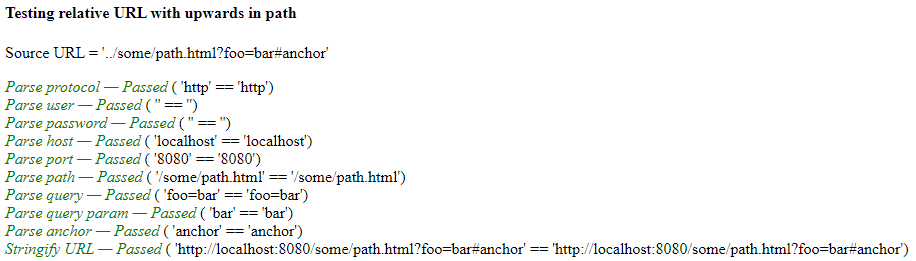 Testing relative URL with upwards in path
Source URL = '../some/path.html?foo=bar#anchor'
Parse protocol — Passed ( 'http' == 'http')
Parse user — Passed ( '' == '')
Parse password — Passed ( '' == '')
Parse host — Passed ( 'localhost' == 'localhost')
Parse port — Passed ( '8080' == '8080')
Parse path — Passed ( '/some/path.html' == '/some/path.html')
Parse query — Passed ( 'foo=bar' == 'foo=bar')
Parse query param — Passed ( 'bar' == 'bar')
Parse anchor — Passed ( 'anchor' == 'anchor')
Stringify URL — Passed ( 'http://localhost:8080/some/path.html?foo=bar#anchor' == 'http://localhost:8080/some/path.html?foo=bar#anchor')